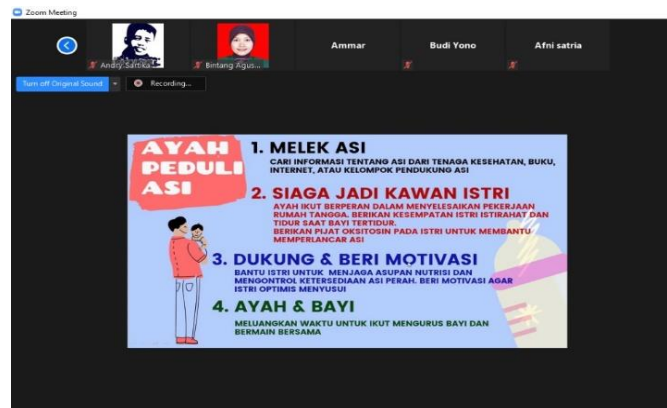 Zoom Meeting
Andry Sartika
Bintang Agus...
Ammar
Budi Yono
Afni satria
Turn off Original Sound
Recording...
AYAH
PEDULI
ASI
1. MELEK ASI
CARI INFORMASI TENTANG ASI DARI TENAGA KESEHATAN, BUKU,
INTERNET, ATAU KELOMPOK PENDUKUNG ASI
2. SIAGA JADI KAWAN ISTRI
AYAH IKUT BERPERAN DALAM MENYELESAIKAN PEKERJAAN
RUMAH TANGGA. BERIKAN KESEMPATAN ISTRI ISTIRAHAT DAN
TIDUR SAAT BAYI TERTIDUR.
BERIKAN PIJAT OKSITOSIN PADA ISTRI UNTUK MEMBANTU
MEMPERLANCAR ASI
3. DUKUNG & BERI MOTIVASI
BANTU ISTRI UNTUK MENJAGA ASUPAN NUTRISI DAN
MENGONTROL KETERSEDIAAN ASI PERAH. BERI MOTIVASI AGAR
ISTRI OPTIMIS MENYUSUI
4. AYAH & BAYI
MELUANGKAN WAKTU UNTUK IKUT MENGURUS BAYI DAN
BERMAIN BERSAMA